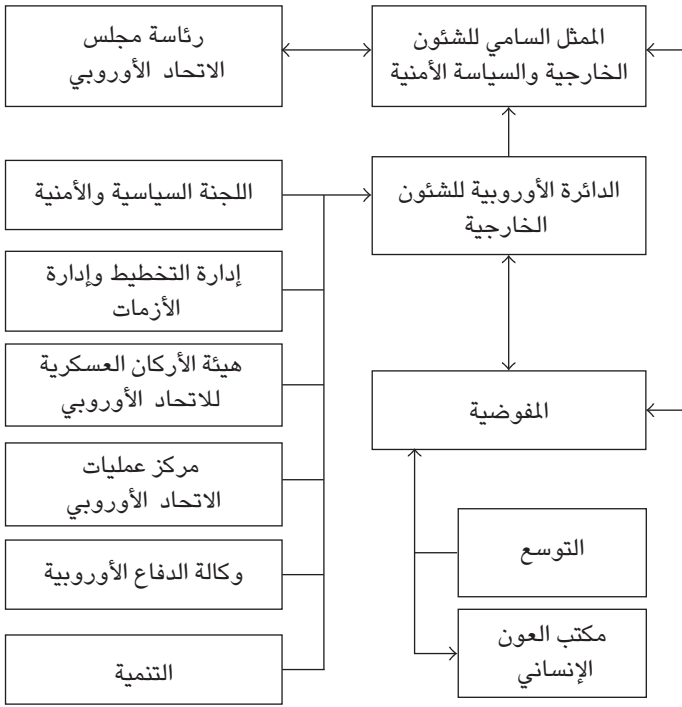 الممثل السامي للشئون
الخارجية والسياسة الأمنية
رئاسة مجلس
الاتحاد الأوروبي
الدائرة الأوروبية للشئون
الخارجية
اللجنة السياسية والأمنية
إدارة التخطيط وإدارة
الأزمات
هيئة الأركان العسكرية
للاتحاد الأوروبي
المفوضية
مركز عمليات
الاتحاد الأوروبي
التوسع
وكالة الدفاع الأوروبية
مكتب العون
الإنساني
التنمية